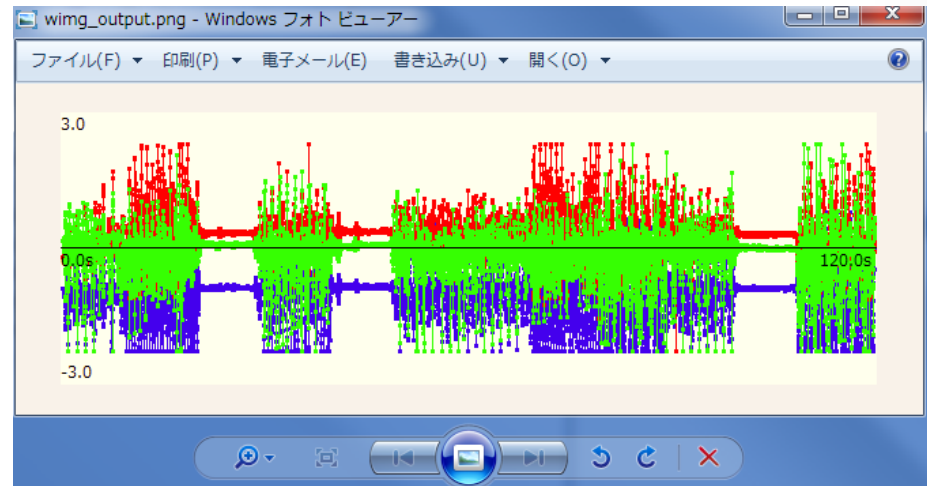 wimg_output.png - Windows フォト ビューアー
ファイル(F) 印刷(P) 電子メール(E) 書き込み(U) 開く(O)
3.0
0.0s 120.0s
-3.0